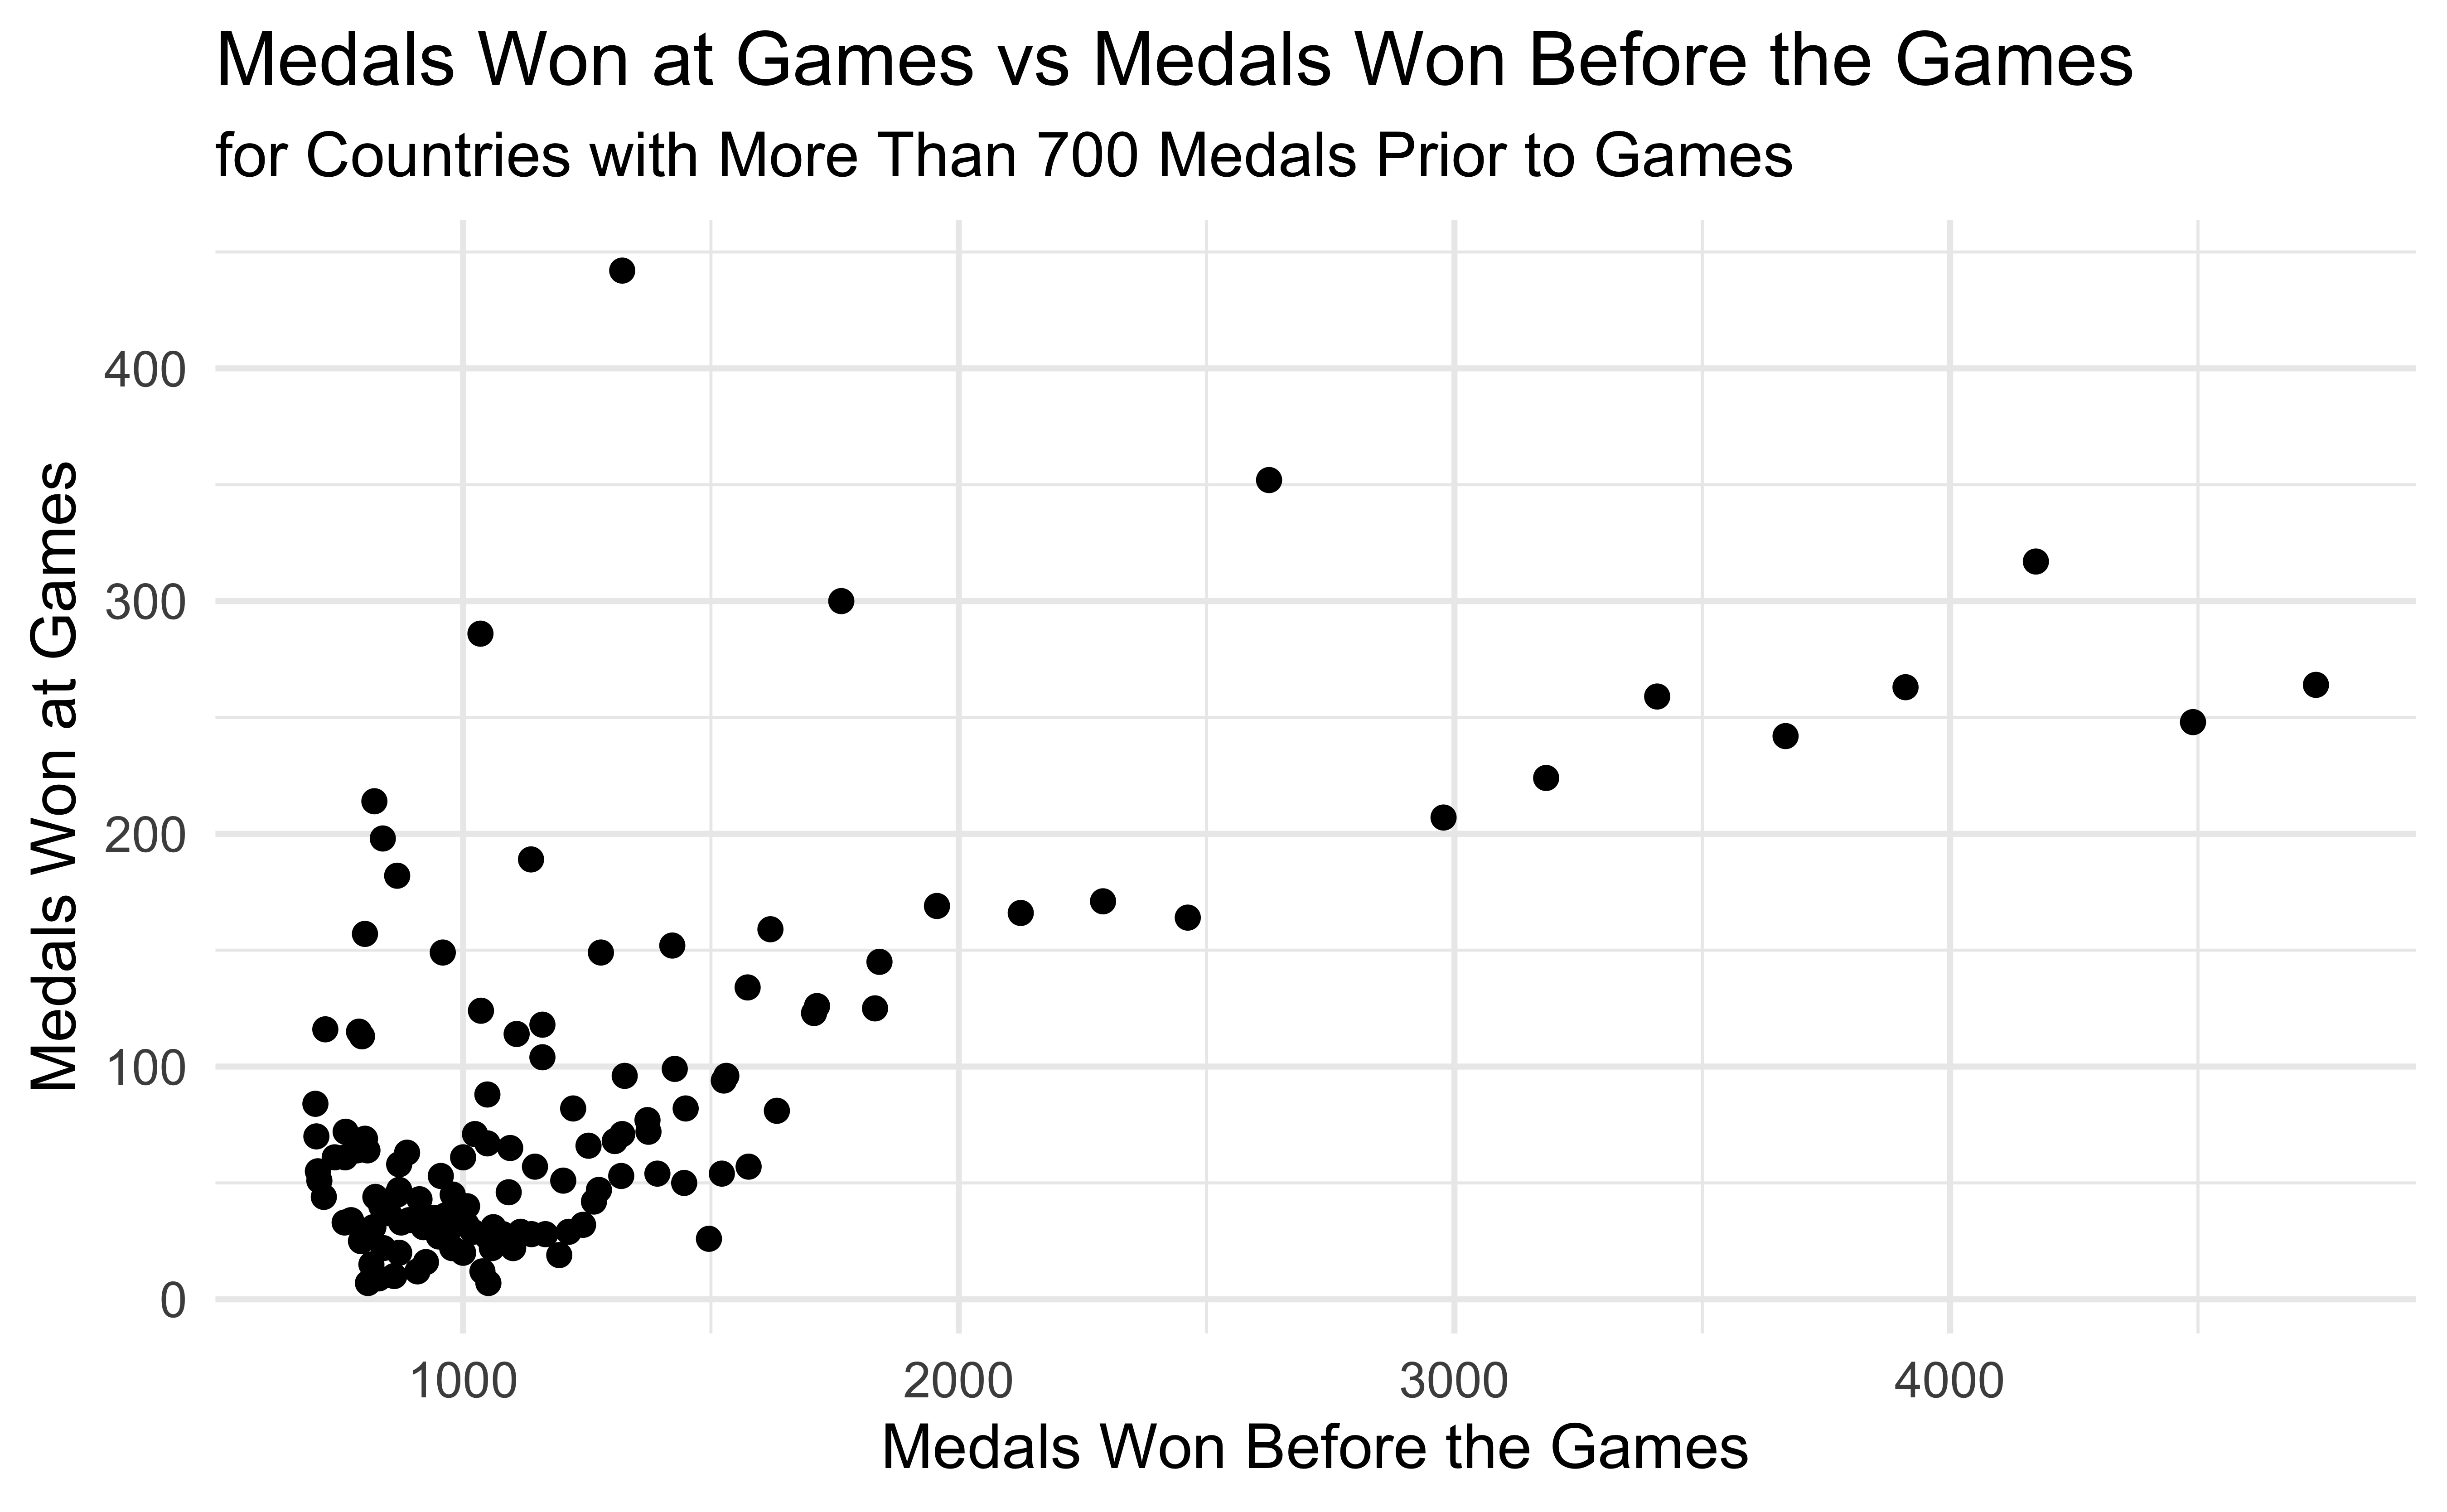 Medals Won at Games vs Medals Won Before the Games
for Countries with More Than 700 Medals Prior to Games
Medals Won at Games
400
300
200
100
0
1000
2000
3000
4000
Medals Won Before the Games